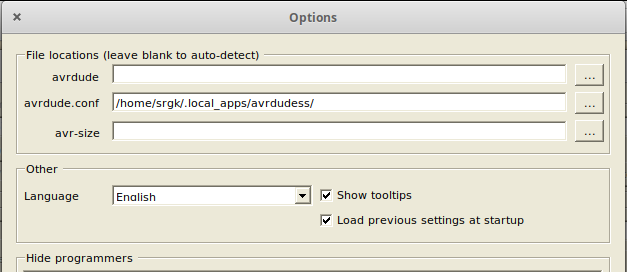 Options
File locations (leave blank to auto-detect)
avrdude
...
avrdude.conf /home/srgk/.local_apps/avrdudess/
...
avr-size
...
Other
Language English
Show tooltips
Load previous settings at startup
Hide programmers